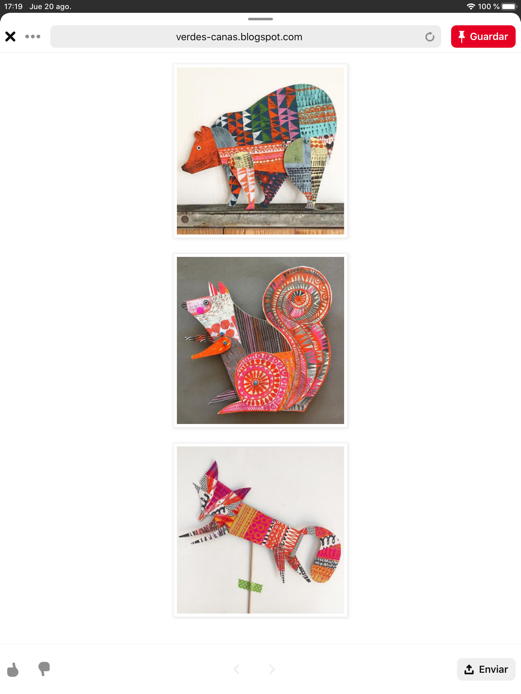 17:19 Jue 20 ago. 100 %
verdes-canas.blogspot.com Guardar
Enviar